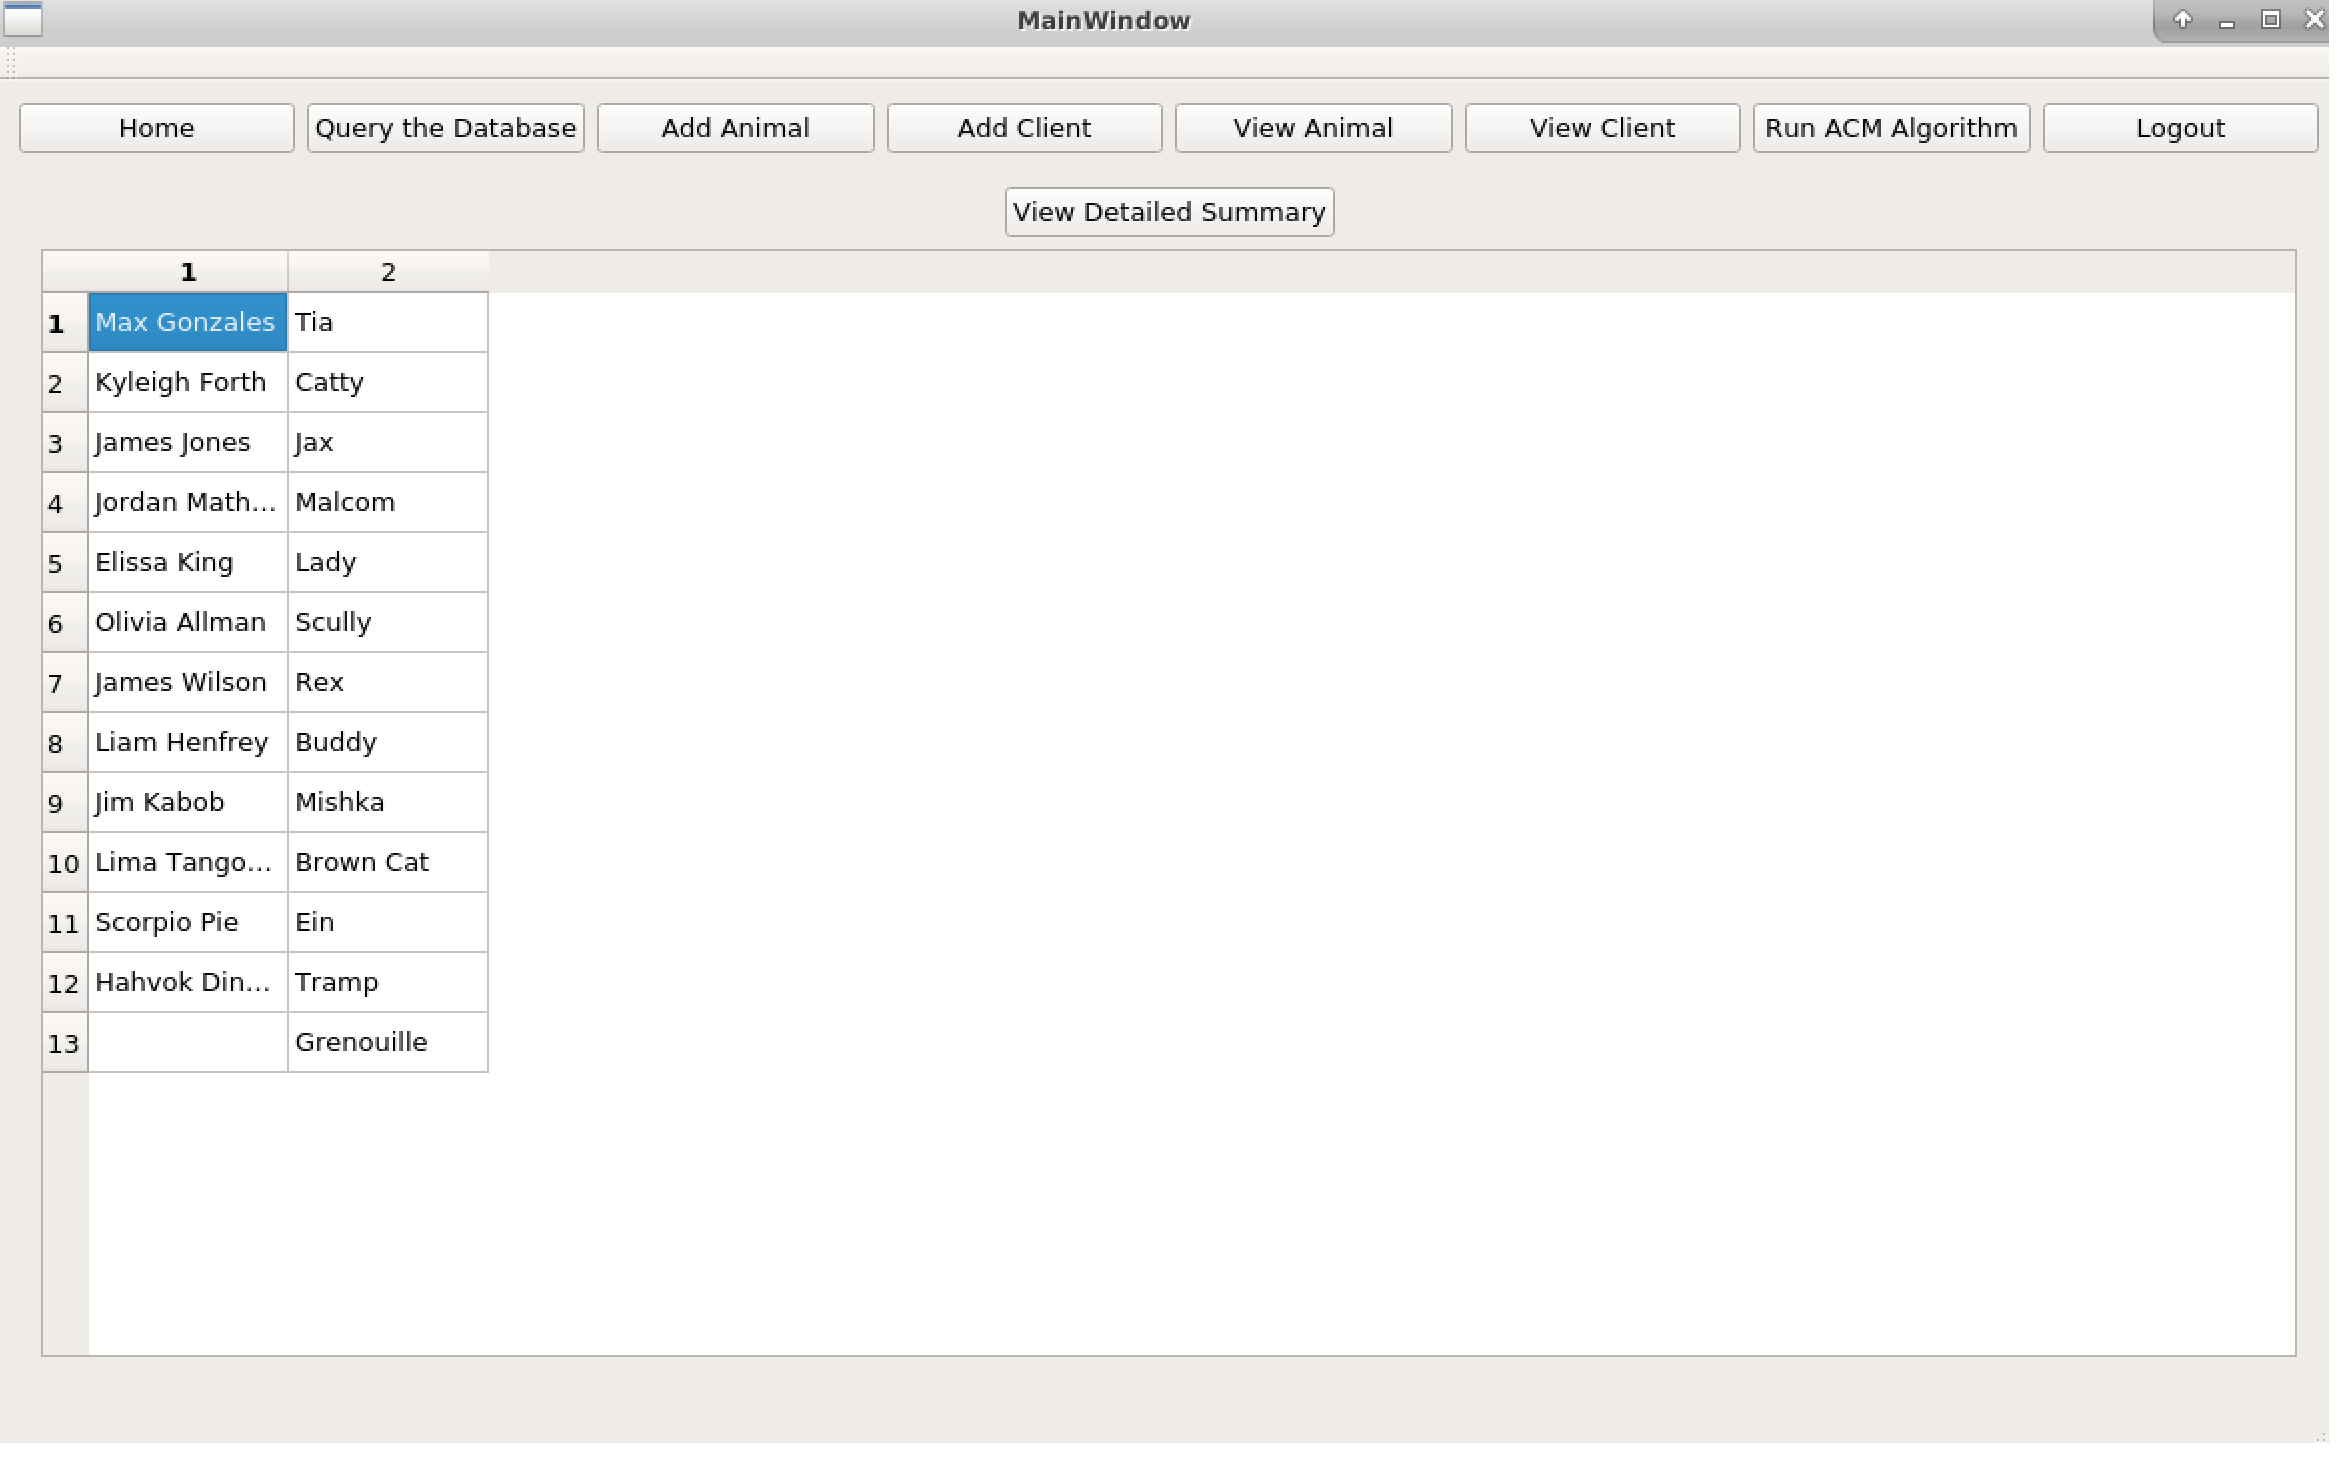 MainWindow
Home Query the Database Add Animal Add Client View Animal View Client Run ACM Algorithm Logout
View Detailed Summary
1 2
1 Max Gonzales Tia
2 Kyleigh Forth Catty
3 James Jones Jax
4 Jordan Math... Malcom
5 Elissa King Lady
6 Olivia Allman Scully
7 James Wilson Rex
8 Liam Henfrey Buddy
9 Jim Kabob Mishka
10 Lima Tango... Brown Cat
11 Scorpio Pie Ein
12 Hahvok Din... Tramp
13 Grenouille